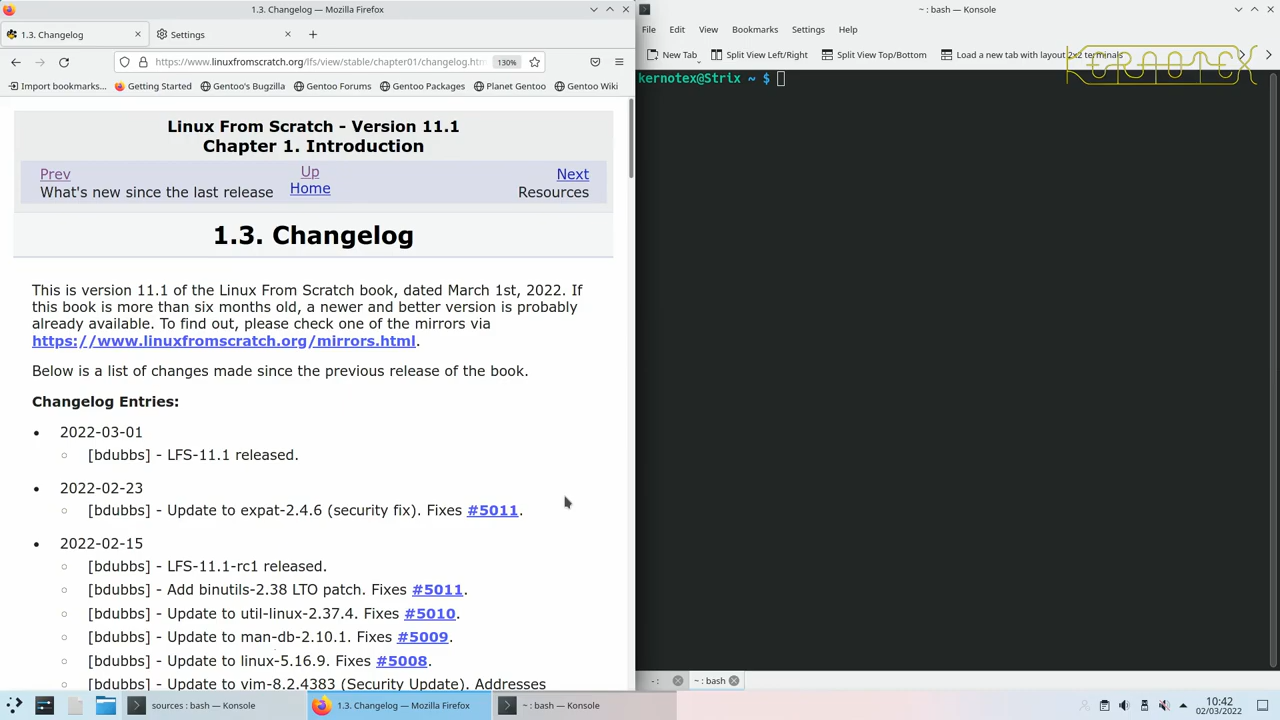 1.3. Changelog — Mozilla Firefox
1.3. Changelog
Settings
https://www.linuxfromscratch.org/lfs/view/stable/chapter01/changelog.htm
130%
Import bookmarks...
Getting Started
Gentoo's Bugzilla
Gentoo Forums
Gentoo Packages
Planet Gentoo
Gentoo Wiki
Linux From Scratch - Version 11.1
Chapter 1. Introduction
Prev
Up
Next
What's new since the last release
Home
Resources
1.3. Changelog
This is version 11.1 of the Linux From Scratch book, dated March 1st, 2022. If
this book is more than six months old, a newer and better version is probably
already available. To find out, please check one of the mirrors via
https://www.linuxfromscratch.org/mirrors.html.
Below is a list of changes made since the previous release of the book.
Changelog Entries:
• 2022-03-01
○ [bdubbs] - LFS-11.1 released.
• 2022-02-23
○ [bdubbs] - Update to expat-2.4.6 (security fix). Fixes #5011.
• 2022-02-15
○ [bdubbs] - LFS-11.1-rc1 released.
○ [bdubbs] - Add binutils-2.38 LTO patch. Fixes #5011.
○ [bdubbs] - Update to util-linux-2.37.4. Fixes #5010.
○ [bdubbs] - Update to man-db-2.10.1. Fixes #5009.
○ [bdubbs] - Update to linux-5.16.9. Fixes #5008.
○ [bdubbs] - Update to vim-8.2.4383 (Security Update). Addresses
~ : bash — Konsole
File Edit View Bookmarks Settings Help
New Tab
Split View Left/Right
Split View Top/Bottom
Load a new tab with layout 2x2 terminals
KERNOTEX
kernotex@Strix ~ $
~ : bash
sources : bash — Konsole
1.3. Changelog — Mozilla Firefox
~ : bash — Konsole
10:42
02/03/2022